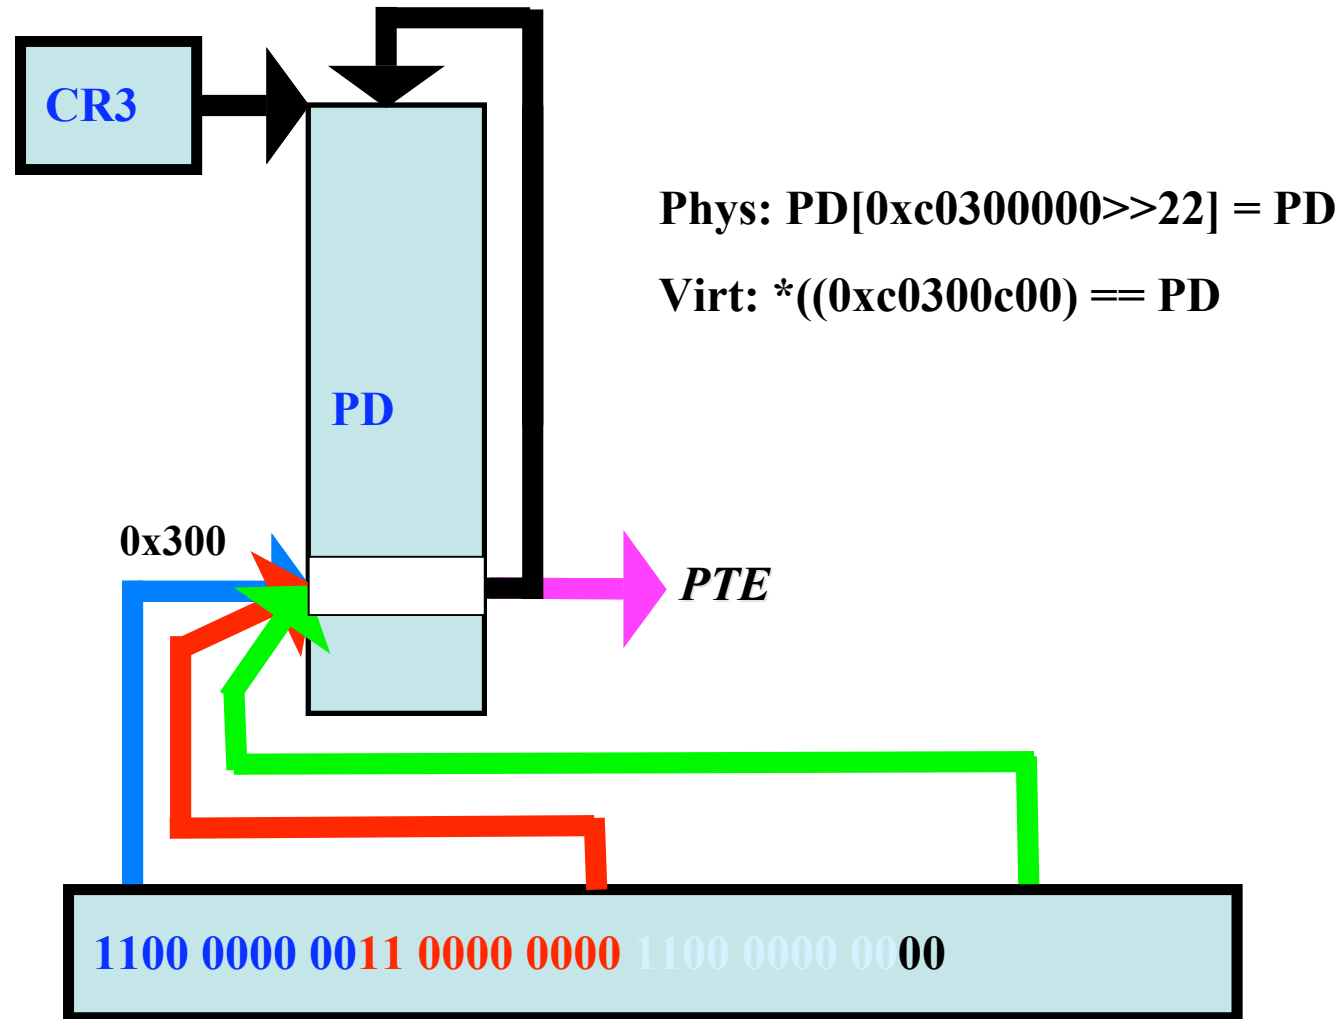 CR3
Phys: PD[0xc0300000>>22] = PD
Virt: *((0xc0300c00) == PD
PD
0x300
PTE
1100 0000 0011 0000 0000 1100 0000 0000